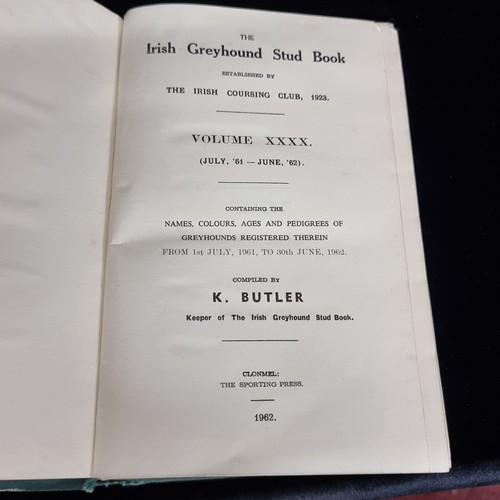 THE
Irish Greyhound Stud Book
ESTABLISHED BY
THE IRISH COURSING CLUB, 1923.
VOLUME XXXX.
(JULY, '61 — JUNE, '62).
CONTAINING THE
NAMES, COLOURS, AGES AND PEDIGREES OF
GREYHOUNDS REGISTERED THEREIN
FROM 1st JULY, 1961, TO 30th JUNE, 1962.
COMPILED BY
K. BUTLER
Keeper of The Irish Greyhound Stud Book.
CLONMEL:
THE SPORTING PRESS.
1962.